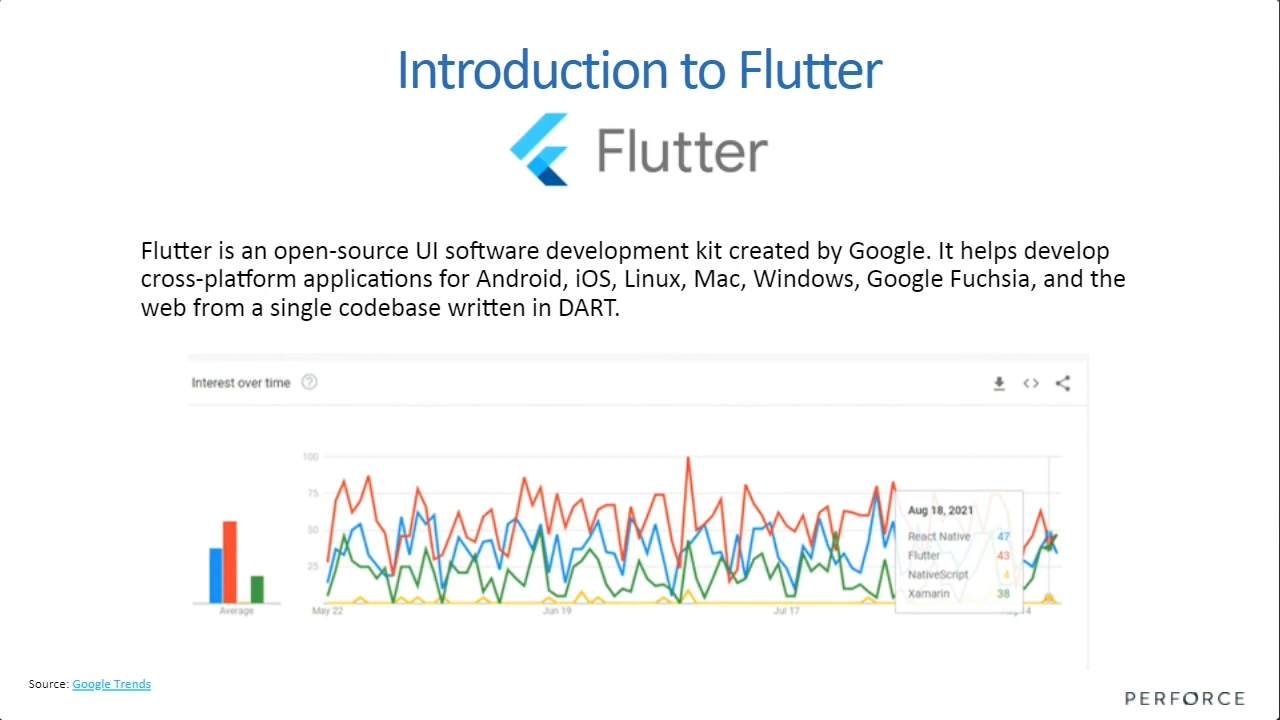 Introduction to Flutter
Flutter
Flutter is an open-source UI software development kit created by Google. It helps develop
cross-platform applications for Android, iOS, Linux, Mac, Windows, Google Fuchsia, and the
web from a single codebase written in DART.
Interest over time ?
100
75
50
25
Average
May 22 Jun 19 Jul 17
Aug 18, 2021
React Native 47
Flutter 43
NativeScript 4
Xamarin 38
Source: Google Trends
PERFORCE